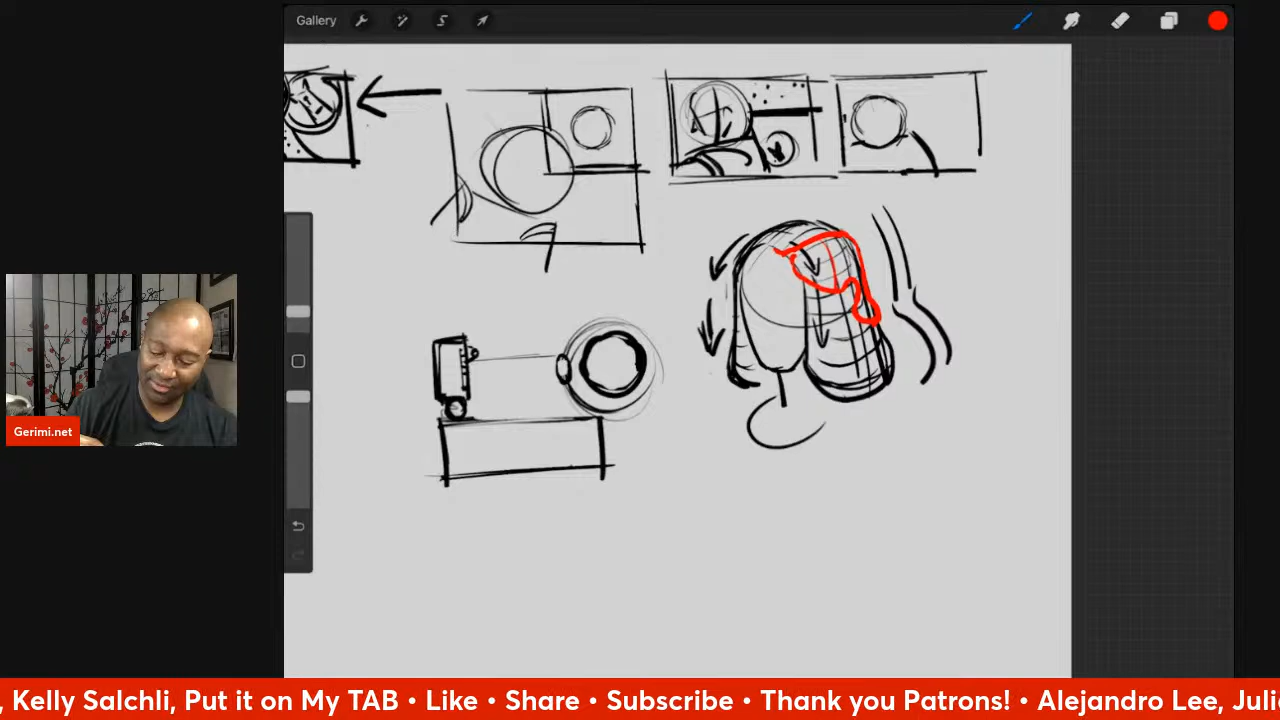 Gallery
Gerimi.net
, Kelly Salchli, Put it on My TAB • Like • Share • Subscribe • Thank you Patrons! • Alejandro Lee, Juli